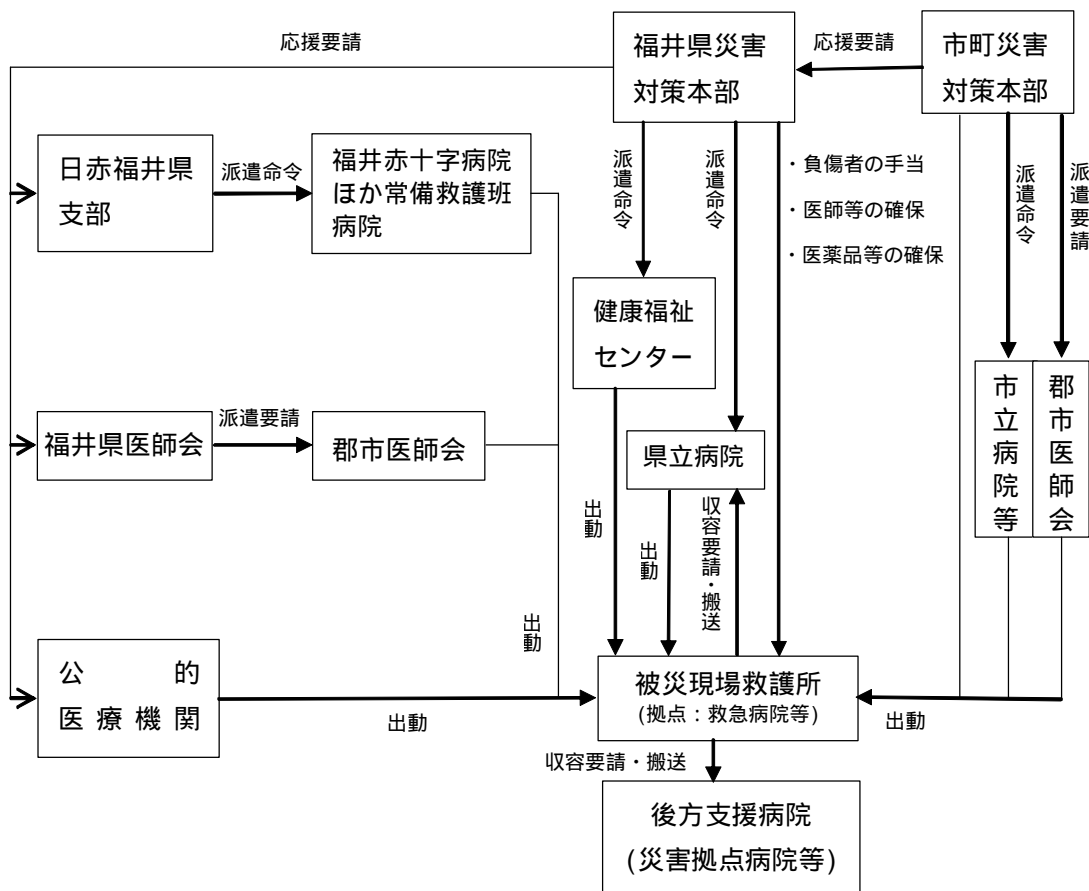 応援要請
福井県災害
対策本部
応援要請
市町災害
対策本部
日赤福井県
支部
派遣命令
福井赤十字病院
ほか常備救護班
病院
派遣命令
派遣命令
・負傷者の手当
・医師等の確保
・医薬品等の確保
派遣命令
派遣要請
健康福祉
センター
福井県医師会
派遣要請
郡市医師会
県立病院
市立病院等
郡市医師会
出動
出動
収容要請・搬送
出動
公的
医療機関
出動
被災現場救護所
(拠点：救急病院等)
出動
収容要請・搬送
後方支援病院
(災害拠点病院等)